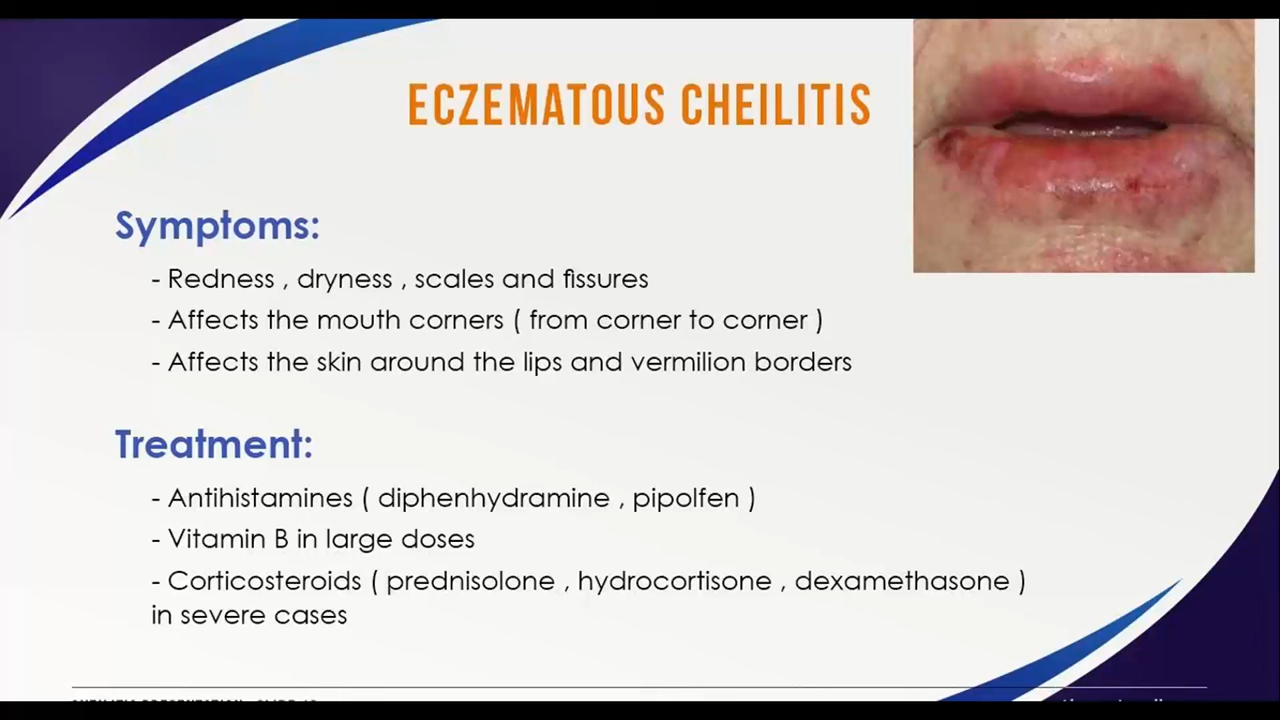 ECZEMATOUS CHEILITIS
Symptoms:
- Redness , dryness , scales and fissures
- Affects the mouth corners ( from corner to corner )
- Affects the skin around the lips and vermilion borders
Treatment:
- Antihistamines ( diphenhydramine , pipolfen )
- Vitamin B in large doses
- Corticosteroids ( prednisolone , hydrocortisone , dexamethasone )
in severe cases